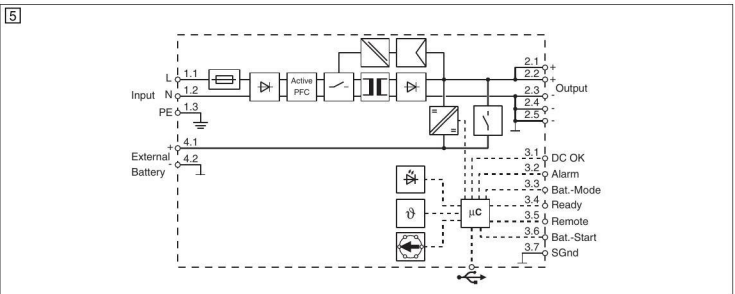 5
L 1.1
Input N 1.2
PE 1.3
Active
PFC
2.1 +
2.2 +
Output
2.3 -
2.4 -
2.5 -
+ 4.1
External
- 4.2
Battery
= =
ϑ
µC
3.1 DC OK
3.2 Alarm
3.3 Bat.-Mode
3.4 Ready
3.5 Remote
3.6 Bat.-Start
3.7 SGnd